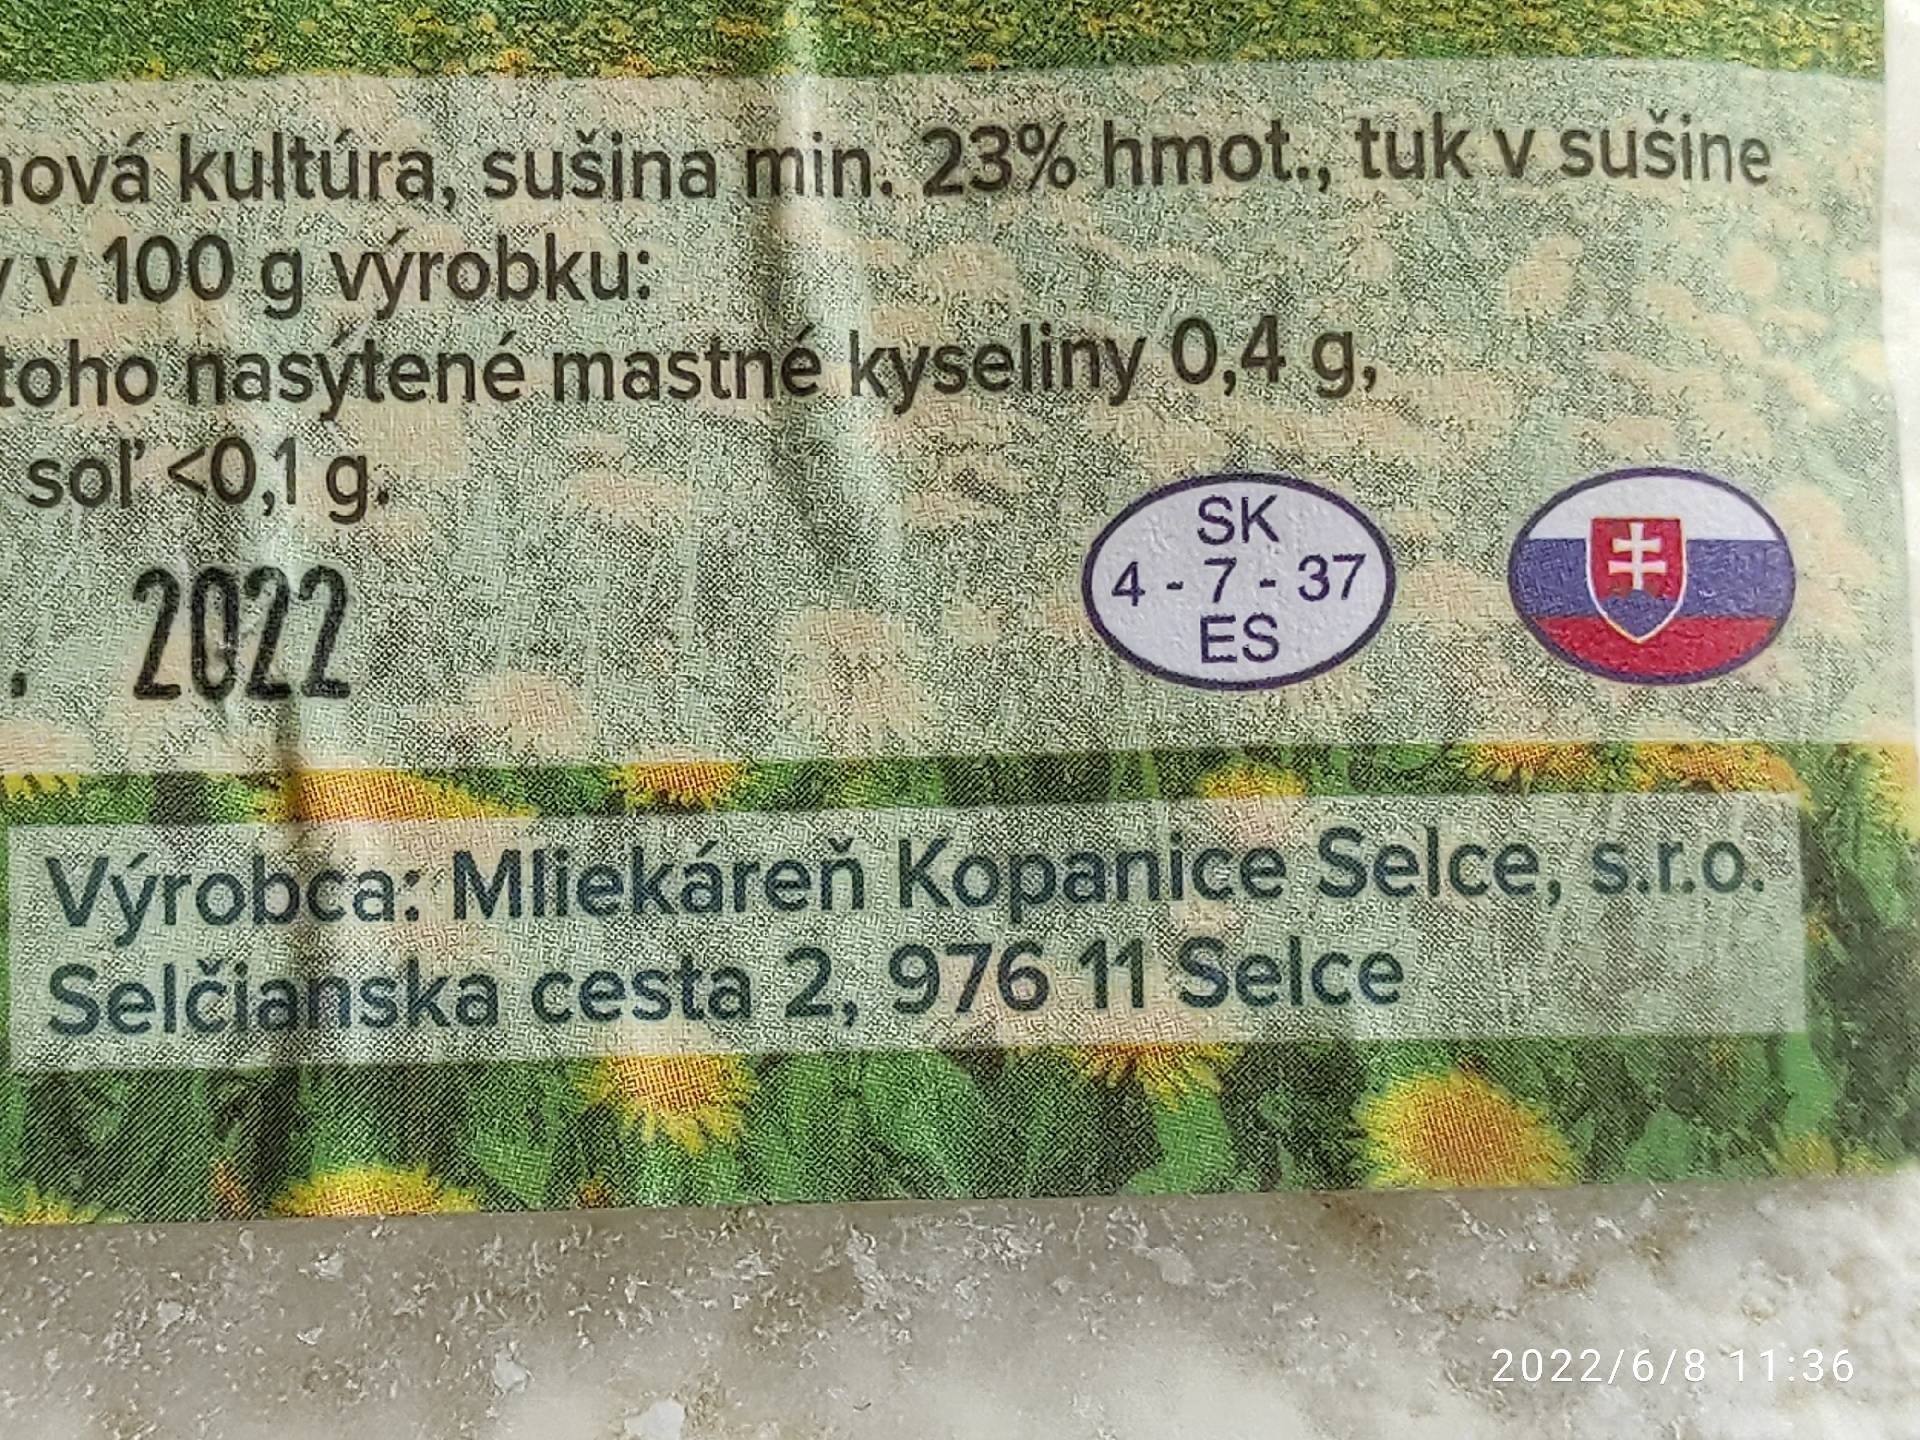 kultúra, sušina min. 23% hmot., tuk v sušine
v 100 g výrobku:
toho nasýtené mastné kyseliny 0,4 g,
soľ <0,1 g.
. 2022
SK
4 - 7 - 37
ES
Výrobca: Mliekáreň Kopanice Selce, s.r.o.
Selčianska cesta 2, 976 11 Selce
2022/6/8 11:36